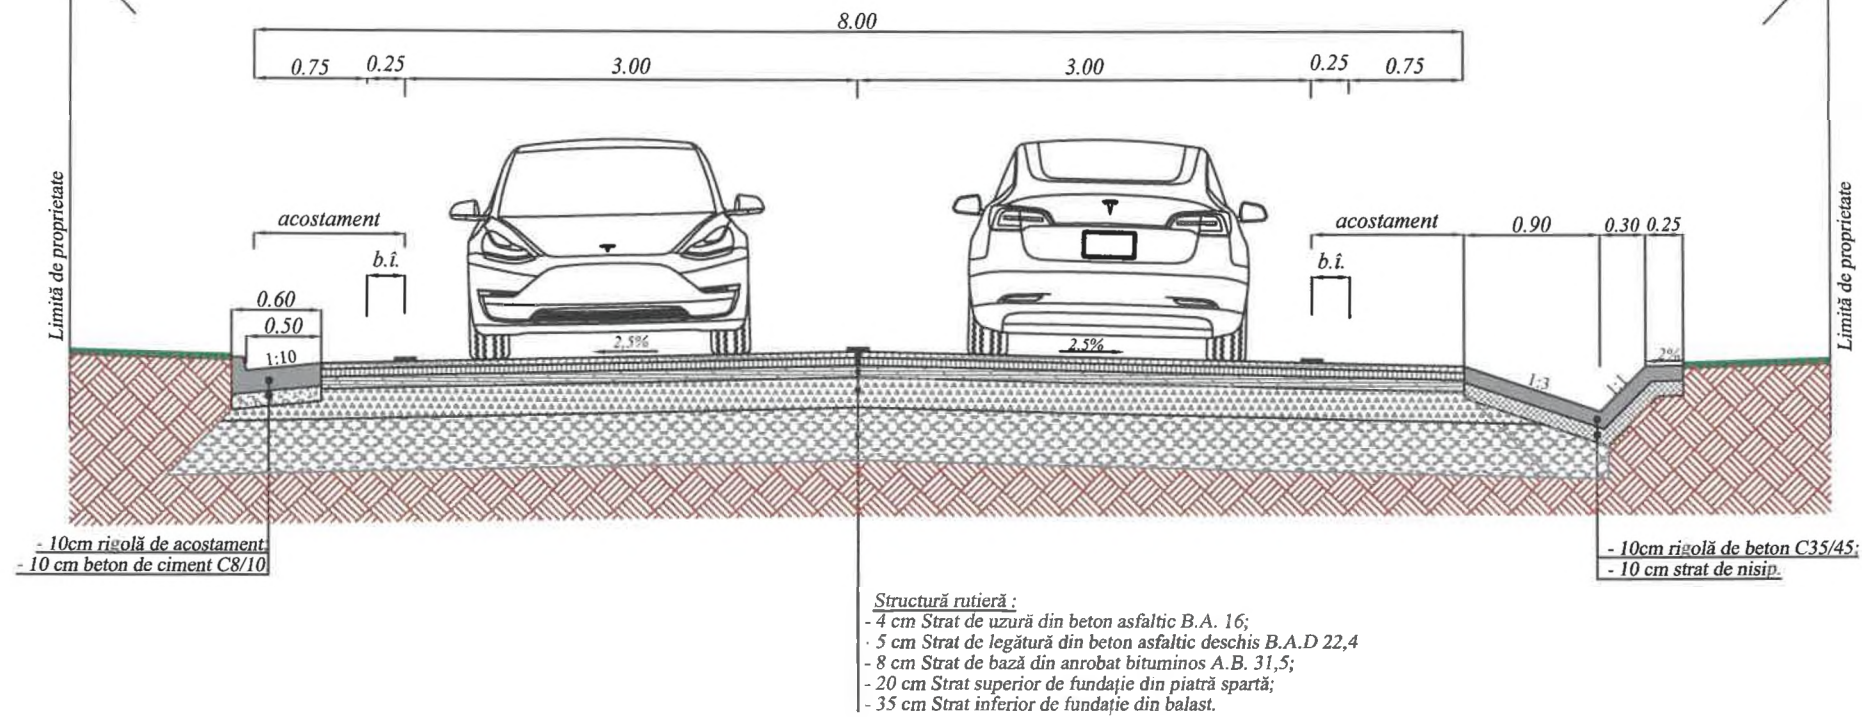 8.00
0.75 0.25 3.00 3.00 0.25 0.75
Limită de proprietate
Limită de proprietate
acostament
b.î.
acostament
b.î.
0.90 0.30 0.25
0.60
0.50
1:10
2,5%
2.5%
1:3
1:1
2%
- 10cm rigolă de acostament;
- 10 cm beton de ciment C8/10
- 10cm rigolă de beton C35/45;
- 10 cm strat de nisip.
Structură rutieră :
- 4 cm Strat de uzură din beton asfaltic B.A. 16;
- 5 cm Strat de legătură din beton asfaltic deschis B.A.D 22,4
- 8 cm Strat de bază din anrobat bituminos A.B. 31,5;
- 20 cm Strat superior de fundație din piatră spartă;
- 35 cm Strat inferior de fundație din balast.